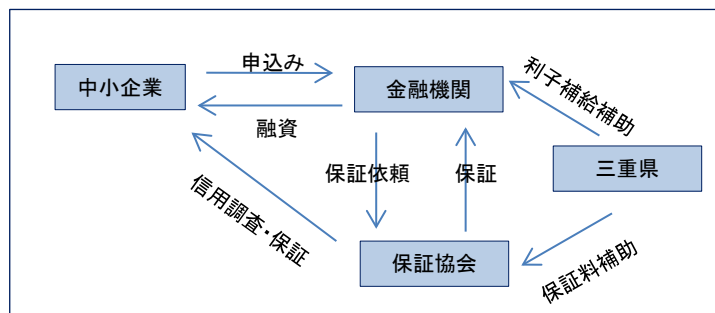 申込み
中小企業
金融機関
利子補給補助
融資
保証依頼
保証
三重県
信用調査・保証
保証協会
保証料補助